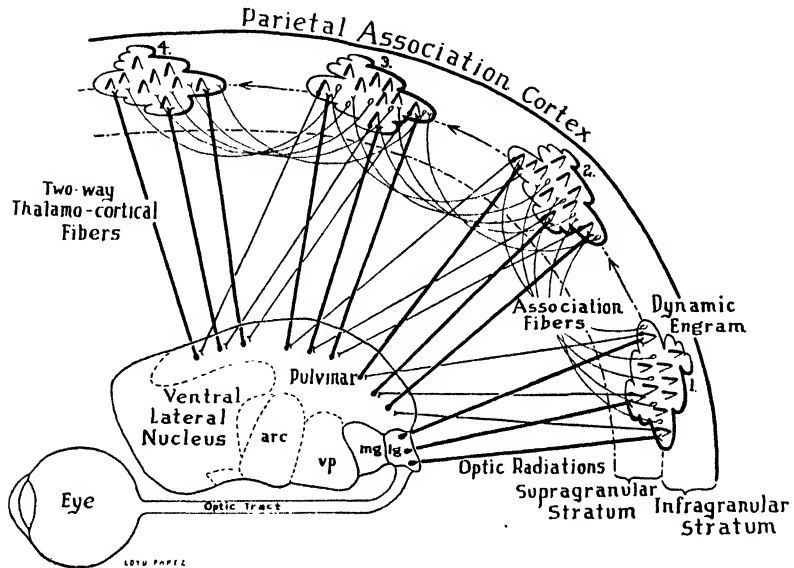 Parietal Association Cortex
4.
3.
2.
Two-way
Thalamo-cortical
Fibers
Association
Fibers
Dynamic
Engram
1.
Pulvinar
Ventral
Lateral
Nucleus
arc
vp
mg
lg
Optic Radiations
Supragranular
Stratum
Infragranular
Stratum
Eye
Optic Tract